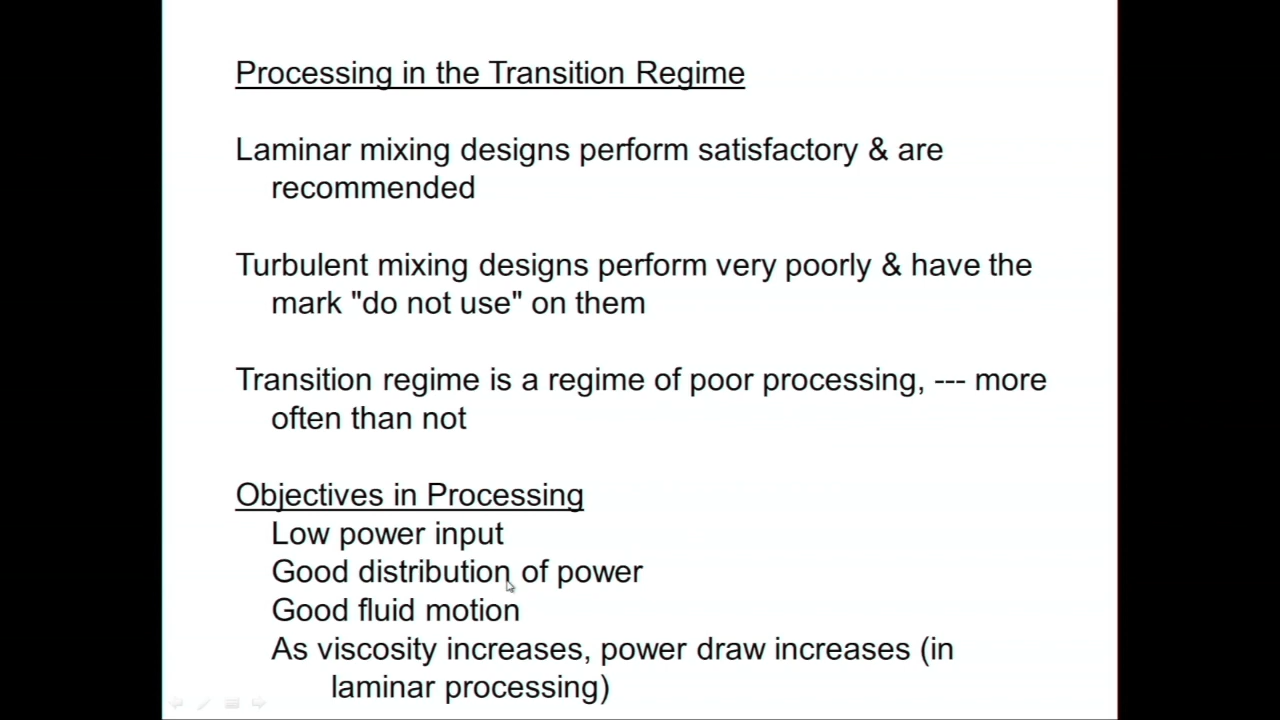 Processing in the Transition Regime
Laminar mixing designs perform satisfactory & are
recommended
Turbulent mixing designs perform very poorly & have the
mark "do not use" on them
Transition regime is a regime of poor processing, --- more
often than not
Objectives in Processing
Low power input
Good distribution of power
Good fluid motion
As viscosity increases, power draw increases (in
laminar processing)